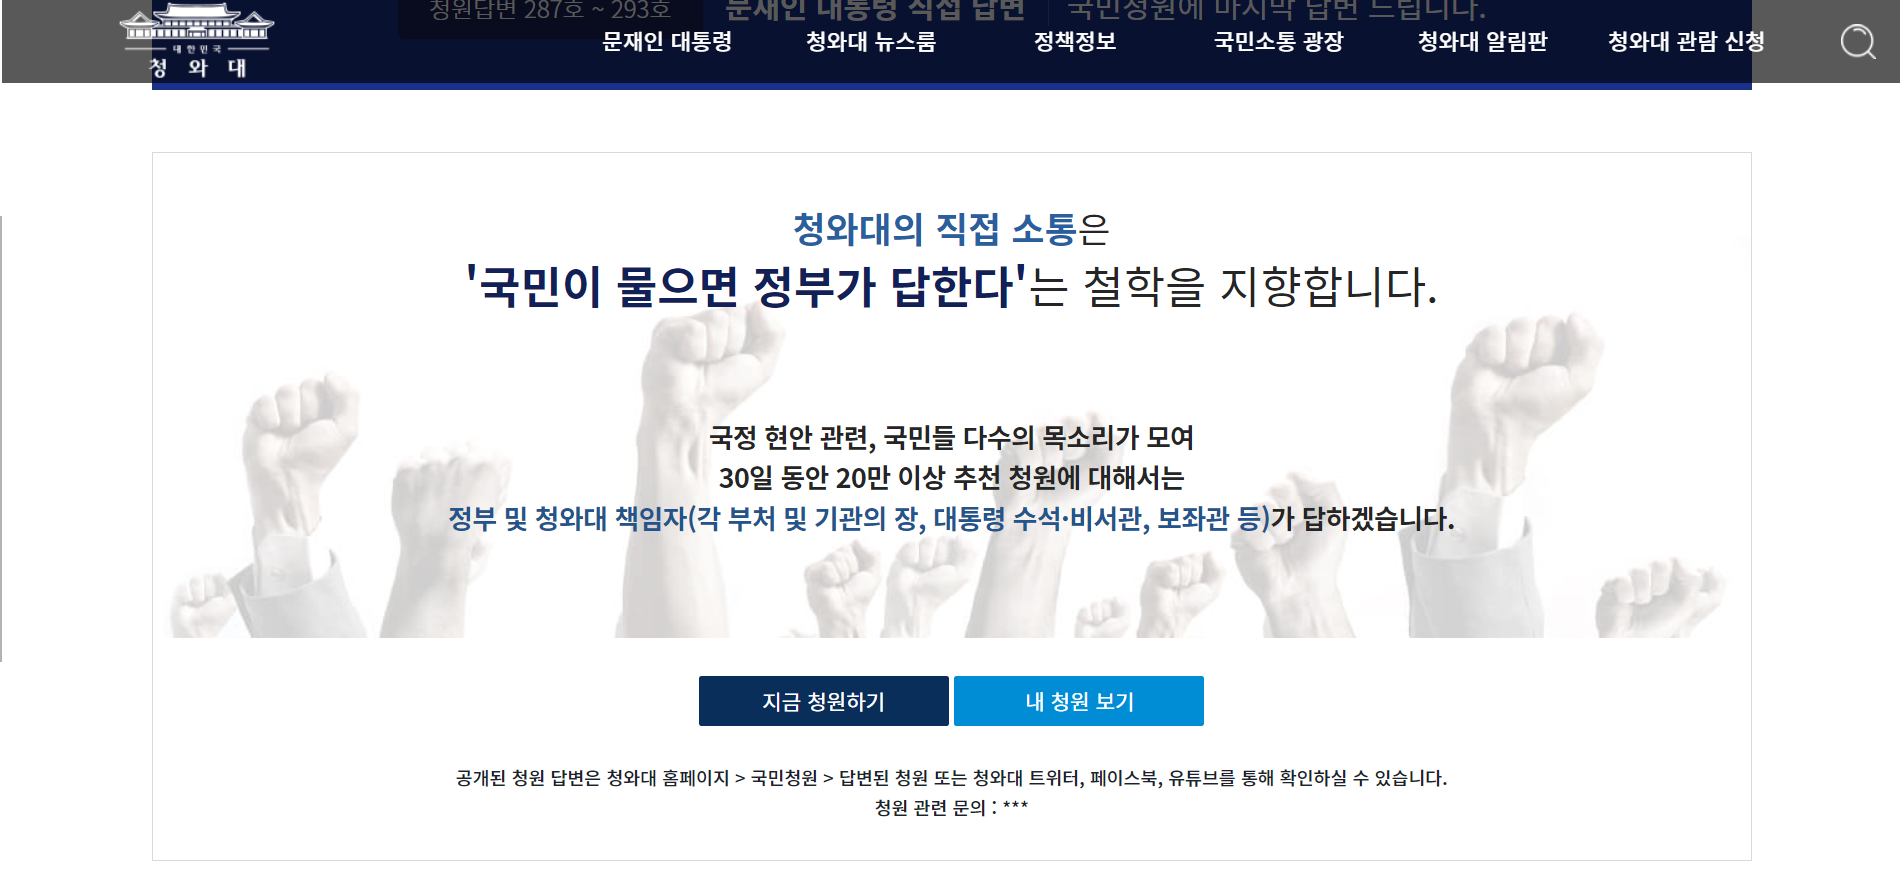 청원답변 287호 ~ 293호
문재인 대통령 직접 답변
국민청원에 마지막 답변 드립니다.
대한민국
청와대
문재인 대통령
청와대 뉴스룸
정책정보
국민소통 광장
청와대 알림판
청와대 관람 신청
청와대의 직접 소통은
'국민이 물으면 정부가 답한다'는 철학을 지향합니다.
국정 현안 관련, 국민들 다수의 목소리가 모여
30일 동안 20만 이상 추천 청원에 대해서는
정부 및 청와대 책임자(각 부처 및 기관의 장, 대통령 수석·비서관, 보좌관 등)가 답하겠습니다.
지금 청원하기
내 청원 보기
공개된 청원 답변은 청와대 홈페이지 > 국민청원 > 답변된 청원 또는 청와대 트위터, 페이스북, 유튜브를 통해 확인하실 수 있습니다.
청원 관련 문의 : ***